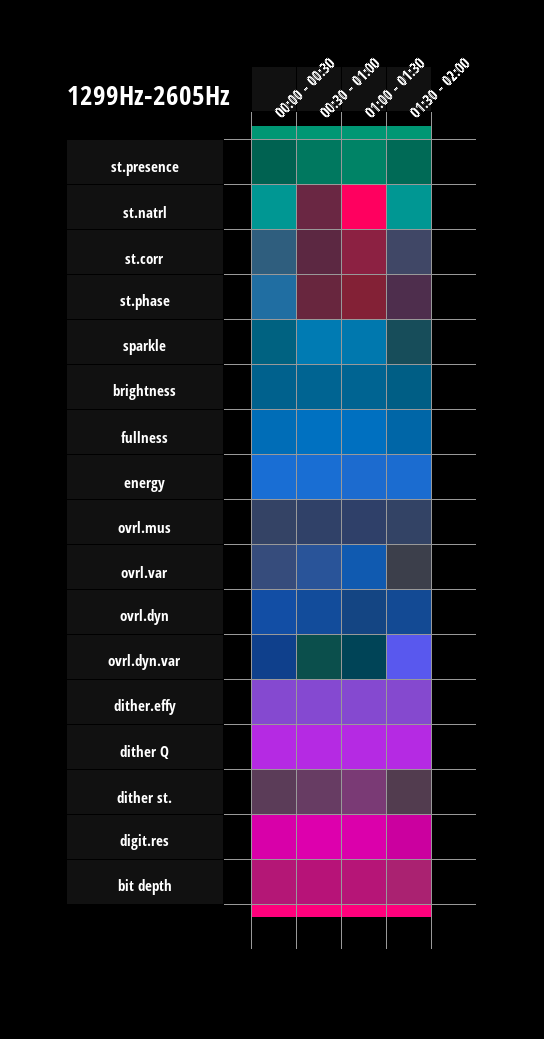 00:00 - 00:30
00:30 - 01:00
01:00 - 01:30
01:30 - 02:00
1299Hz-2605Hz
st.presence
st.natrl
st.corr
st.phase
sparkle
brightness
fullness
energy
ovrl.mus
ovrl.var
ovrl.dyn
ovrl.dyn.var
dither.effy
dither Q
dither st.
digit.res
bit depth